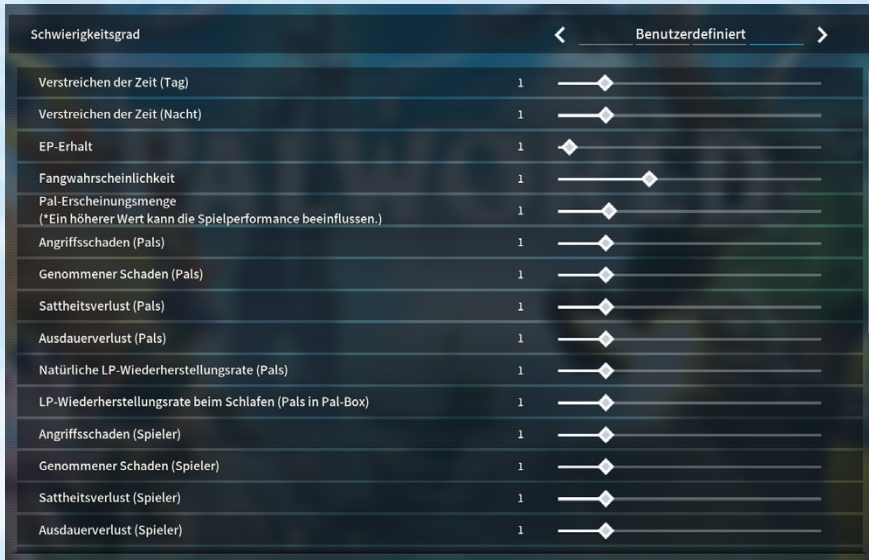 Schwierigkeitsgrad Benutzerdefiniert
Verstreichen der Zeit (Tag) 1
Verstreichen der Zeit (Nacht) 1
EP-Erhalt 1
Fangwahrscheinlichkeit 1
Pal-Erscheinungsmenge
(*Ein höherer Wert kann die Spielperformance beeinflussen.) 1
Angriffsschaden (Pals) 1
Genommener Schaden (Pals) 1
Sattheitsverlust (Pals) 1
Ausdauerverlust (Pals) 1
Natürliche LP-Wiederherstellungsrate (Pals) 1
LP-Wiederherstellungsrate beim Schlafen (Pals in Pal-Box) 1
Angriffsschaden (Spieler) 1
Genommener Schaden (Spieler) 1
Sattheitsverlust (Spieler) 1
Ausdauerverlust (Spieler) 1
PALWORLD